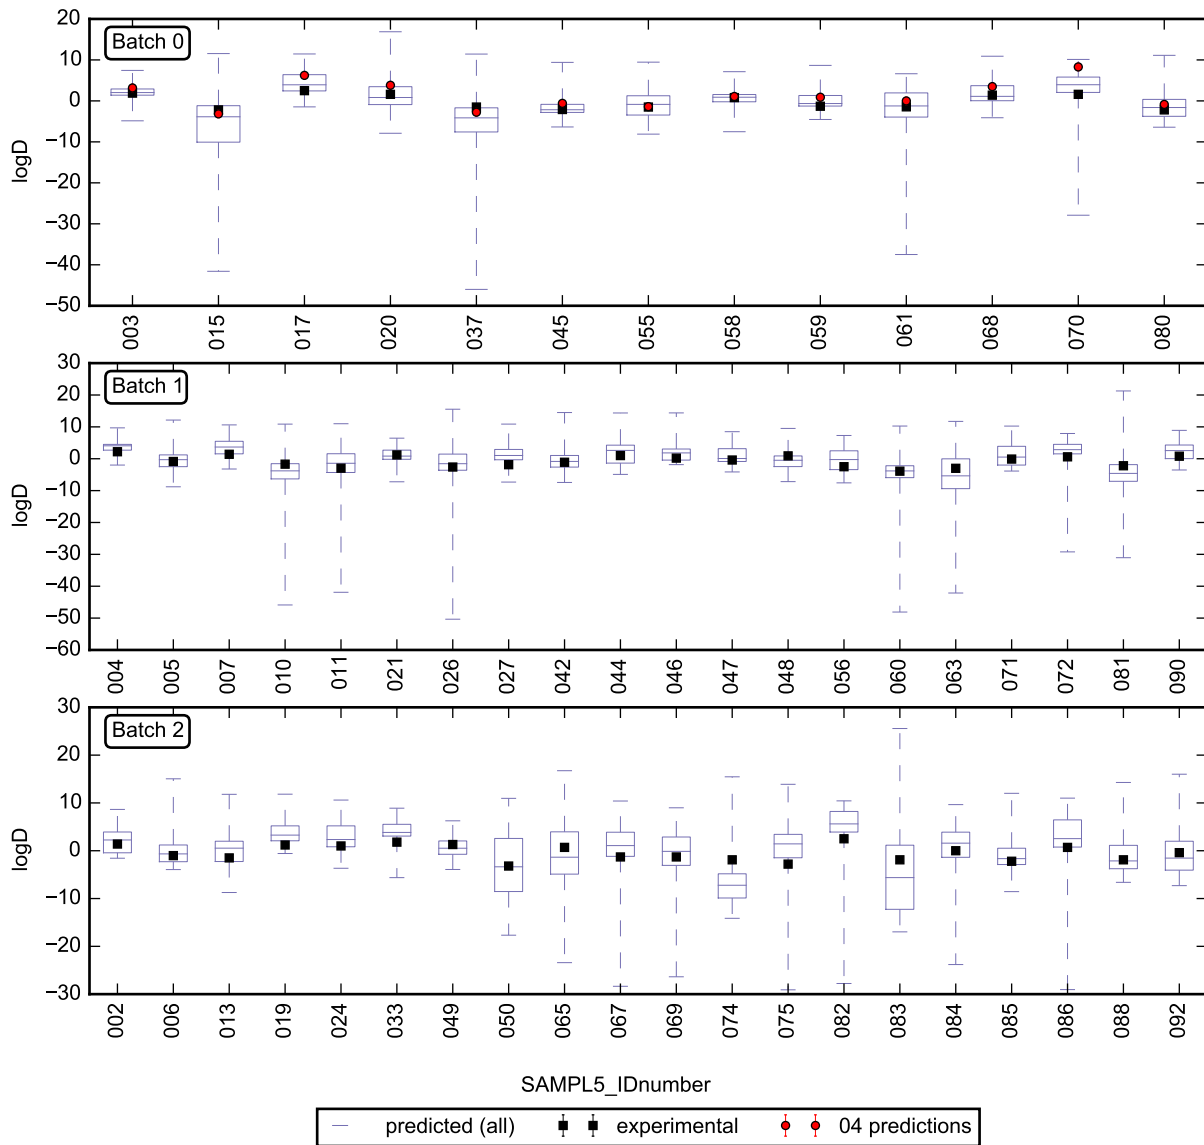 20
Batch 0
10
0
−10
−20
−30
−40
−50
logD
003 015 017 020 037 045 055 058 059 061 068 070 080
30
Batch 1
20
10
0
−10
−20
−30
−40
−50
−60
logD
004 005 007 010 011 021 026 027 042 044 046 047 048 056 060 063 071 072 081 090
30
Batch 2
20
10
0
−10
−20
−30
logD
002 006 013 019 024 033 049 050 065 067 069 074 075 082 083 084 085 086 088 092
SAMPL5_IDnumber
predicted (all) experimental 04 predictions